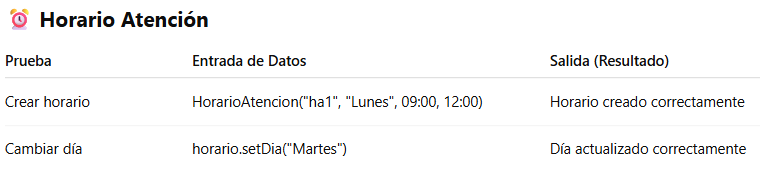 ⏰ Horario Atención
Prueba Entrada de Datos Salida (Resultado)
Crear horario HorarioAtencion("ha1", "Lunes", 09:00, 12:00) Horario creado correctamente
Cambiar día horario.setDia("Martes") Día actualizado correctamente